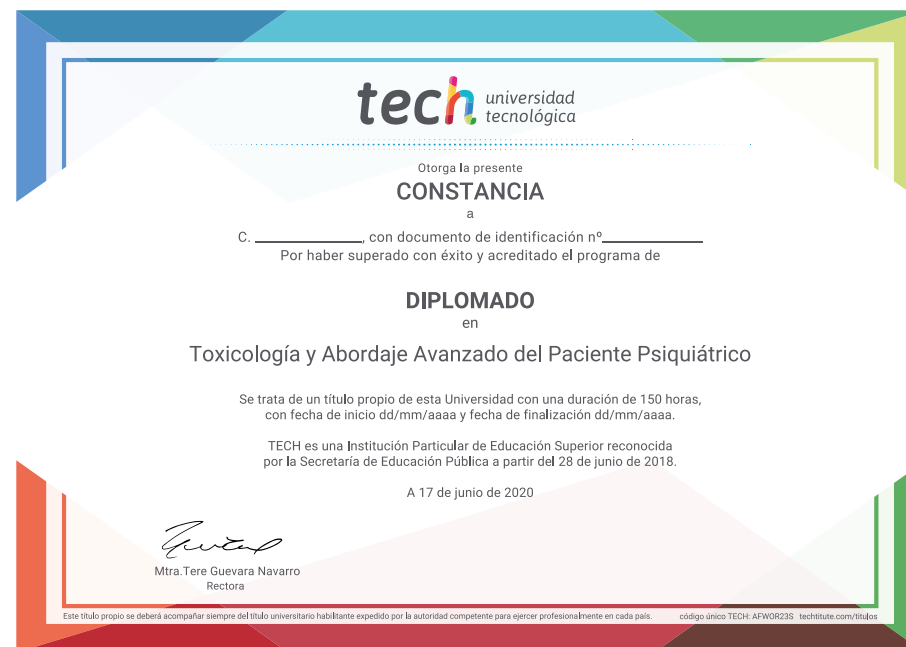 tech universidad
tecnológica
Otorga la presente
CONSTANCIA
a
C. ____________, con documento de identificación nº____________
Por haber superado con éxito y acreditado el programa de
DIPLOMADO
en
Toxicología y Abordaje Avanzado del Paciente Psiquiátrico
Se trata de un título propio de esta Universidad con una duración de 150 horas,
con fecha de inicio dd/mm/aaaa y fecha de finalización dd/mm/aaaa.
TECH es una Institución Particular de Educación Superior reconocida
por la Secretaría de Educación Pública a partir del 28 de junio de 2018.
A 17 de junio de 2020
Mtra.Tere Guevara Navarro
Rectora
Este título propio se deberá acompañar siempre del título universitario habilitante expedido por la autoridad competente para ejercer profesionalmente en cada país. código único TECH: AFWOR23S techtitute.com/titulos